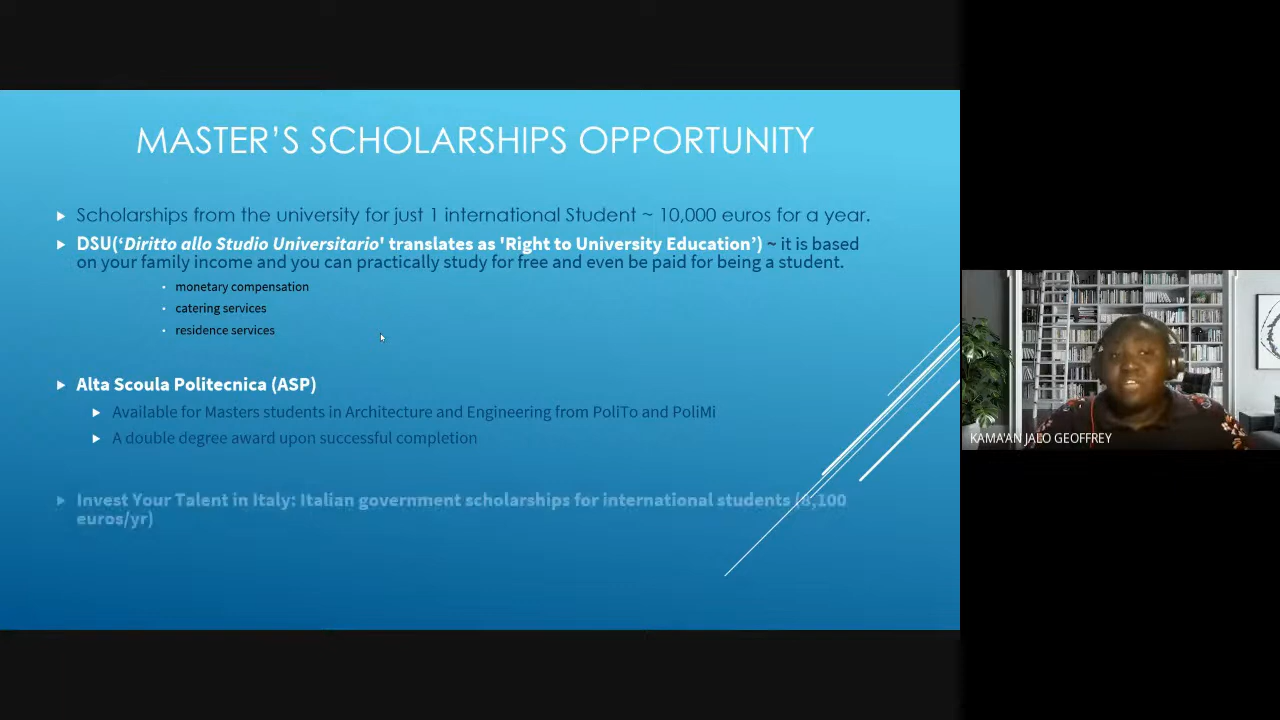 MASTER'S SCHOLARSHIPS OPPORTUNITY
Scholarships from the university for just 1 international Student ~ 10,000 euros for a year.
DSU(‘Diritto allo Studio Universitario' translates as 'Right to University Education’) ~ it is based
on your family income and you can practically study for free and even be paid for being a student.
monetary compensation
catering services
residence services
Alta Scoula Politecnica (ASP)
Available for Masters students in Architecture and Engineering from PoliTo and PoliMi
A double degree award upon successful completion
Invest Your Talent in Italy: Italian government scholarships for international students (8,100
euros/yr)
KAMA'AN JALO GEOFFREY